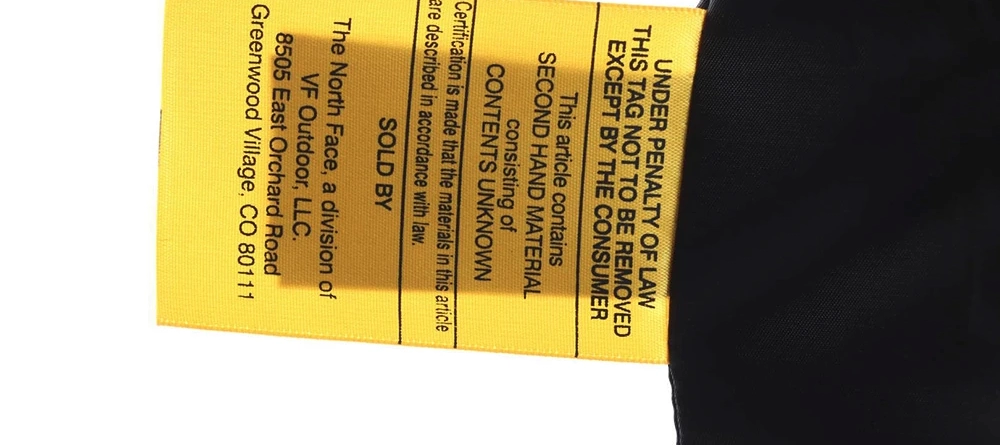 UNDER PENALTY OF LAW
THIS TAG NOT TO BE REMOVED
EXCEPT BY THE CONSUMER
This article contains
SECOND HAND MATERIAL
consisting of
CONTENTS UNKNOWN
Certification is made that the materials in this article
are described in accordance with law.
SOLD BY
The North Face, a division of
VF Outdoor, LLC.
8505 East Orchard Road
Greenwood Village, CO 80111